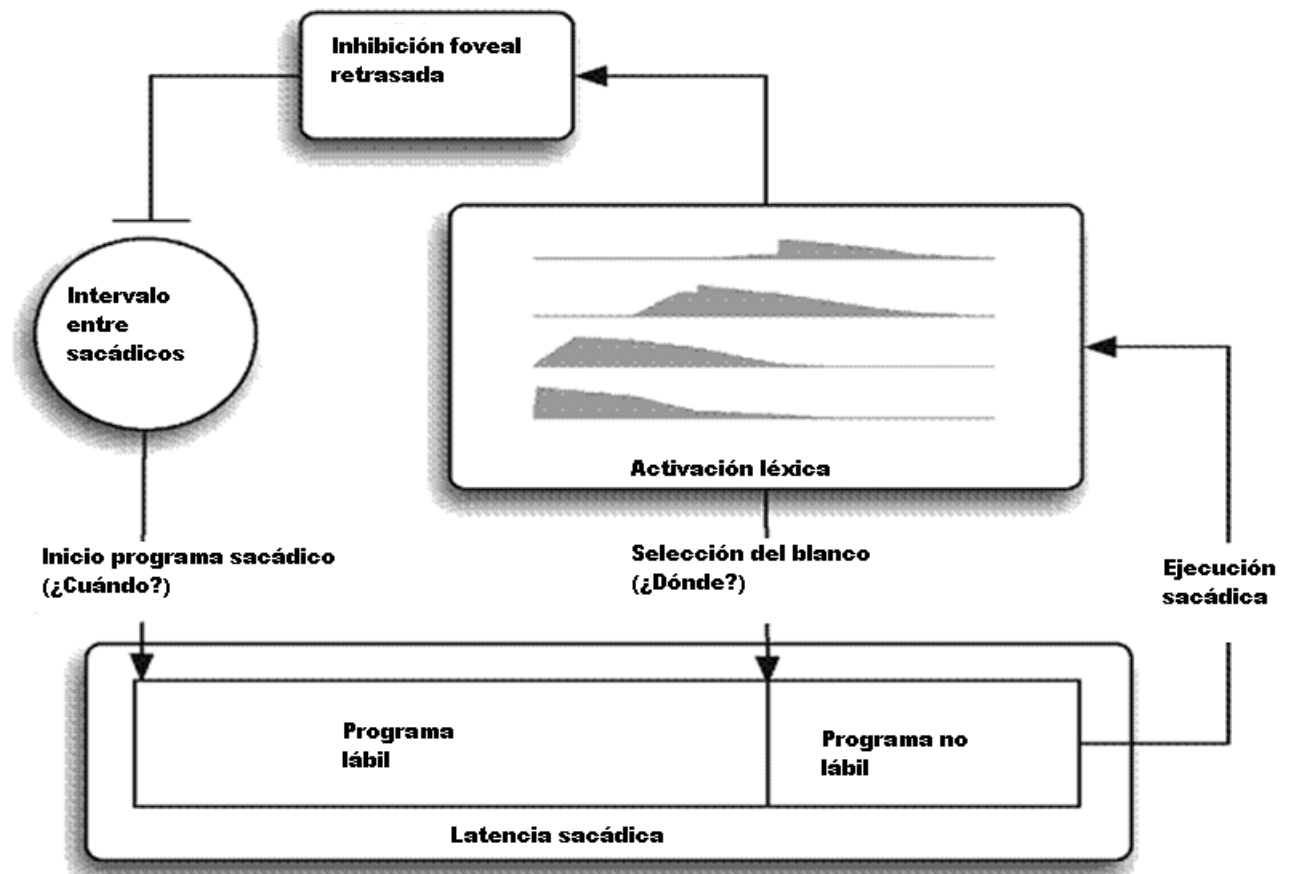 Inhibición foveal
retrasada
Intervalo
entre
sacádicos
Activación léxica
Inicio programa sacádico
(¿Cuándo?)
Selección del blanco
(¿Dónde?)
Ejecución
sacádica
Programa
lábil
Programa no
lábil
Latencia sacádica